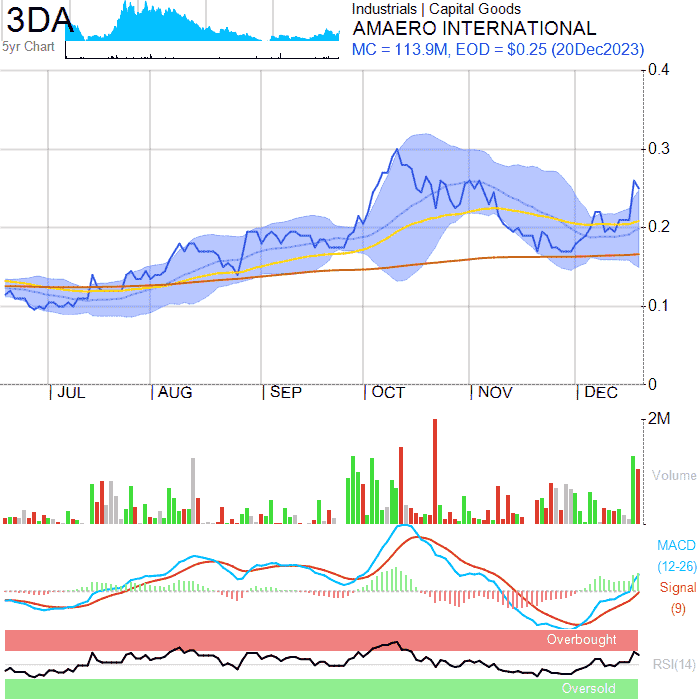 3DA
5yr Chart
Industrials | Capital Goods
AMAERO INTERNATIONAL
MC = 113.9M, EOD = $0.25 (20Dec2023)
0.4
0.3
0.2
0.1
0
JUL AUG SEP OCT NOV DEC
2M
Volume
MACD
(12-26)
Signal
(9)
Overbought
RSI(14)
Oversold